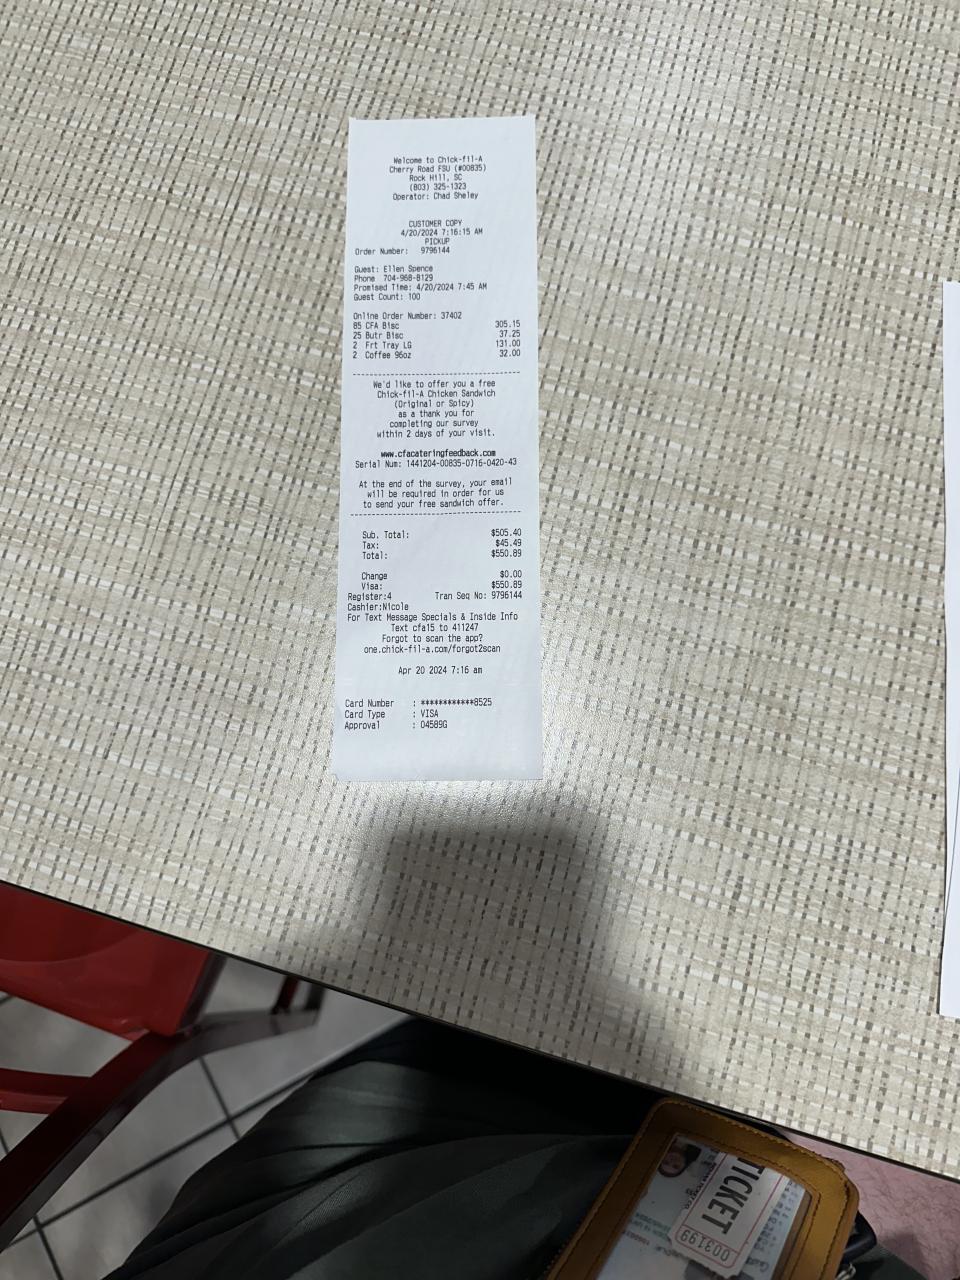 Welcome to Chick-fil-A
Cherry Road FSU (#00835)
Rock Hill, SC
(803) 325-1323
Operator: Chad Sheley
CUSTOMER COPY
4/20/2024 7:16:15 AM
PICKUP
Order Number: 9796144
Guest: Ellen Spence
Phone 704-968-8129
Promised Time: 4/20/2024 7:45 AM
Guest Count: 100
Online Order Number: 37402
85 CFA Bisc 305.15
25 Butr Bisc 37.25
2 Frt Tray LG 131.00
2 Coffee 96oz 32.00
We'd like to offer you a free
Chick-fil-A Chicken Sandwich
(Original or Spicy)
as a thank you for
completing our survey
within 2 days of your visit.
www.cfacateringfeedback.com
Serial Num: 1441204-00835-0716-0420-43
At the end of the survey, your email
will be required in order for us
to send your free sandwich offer.
Sub. Total: $505.40
Tax: $45.49
Total: $550.89
Change $0.00
Visa: $550.89
Register:4 Tran Seq No: 9796144
Cashier:Nicole
For Text Message Specials & Inside Info
Text cfa15 to 411247
Forgot to scan the app?
one.chick-fil-a.com/forgot2scan
Apr 20 2024 7:16 am
Card Number : ************8525
Card Type : VISA
Approval : 04589G
TICKET
003199